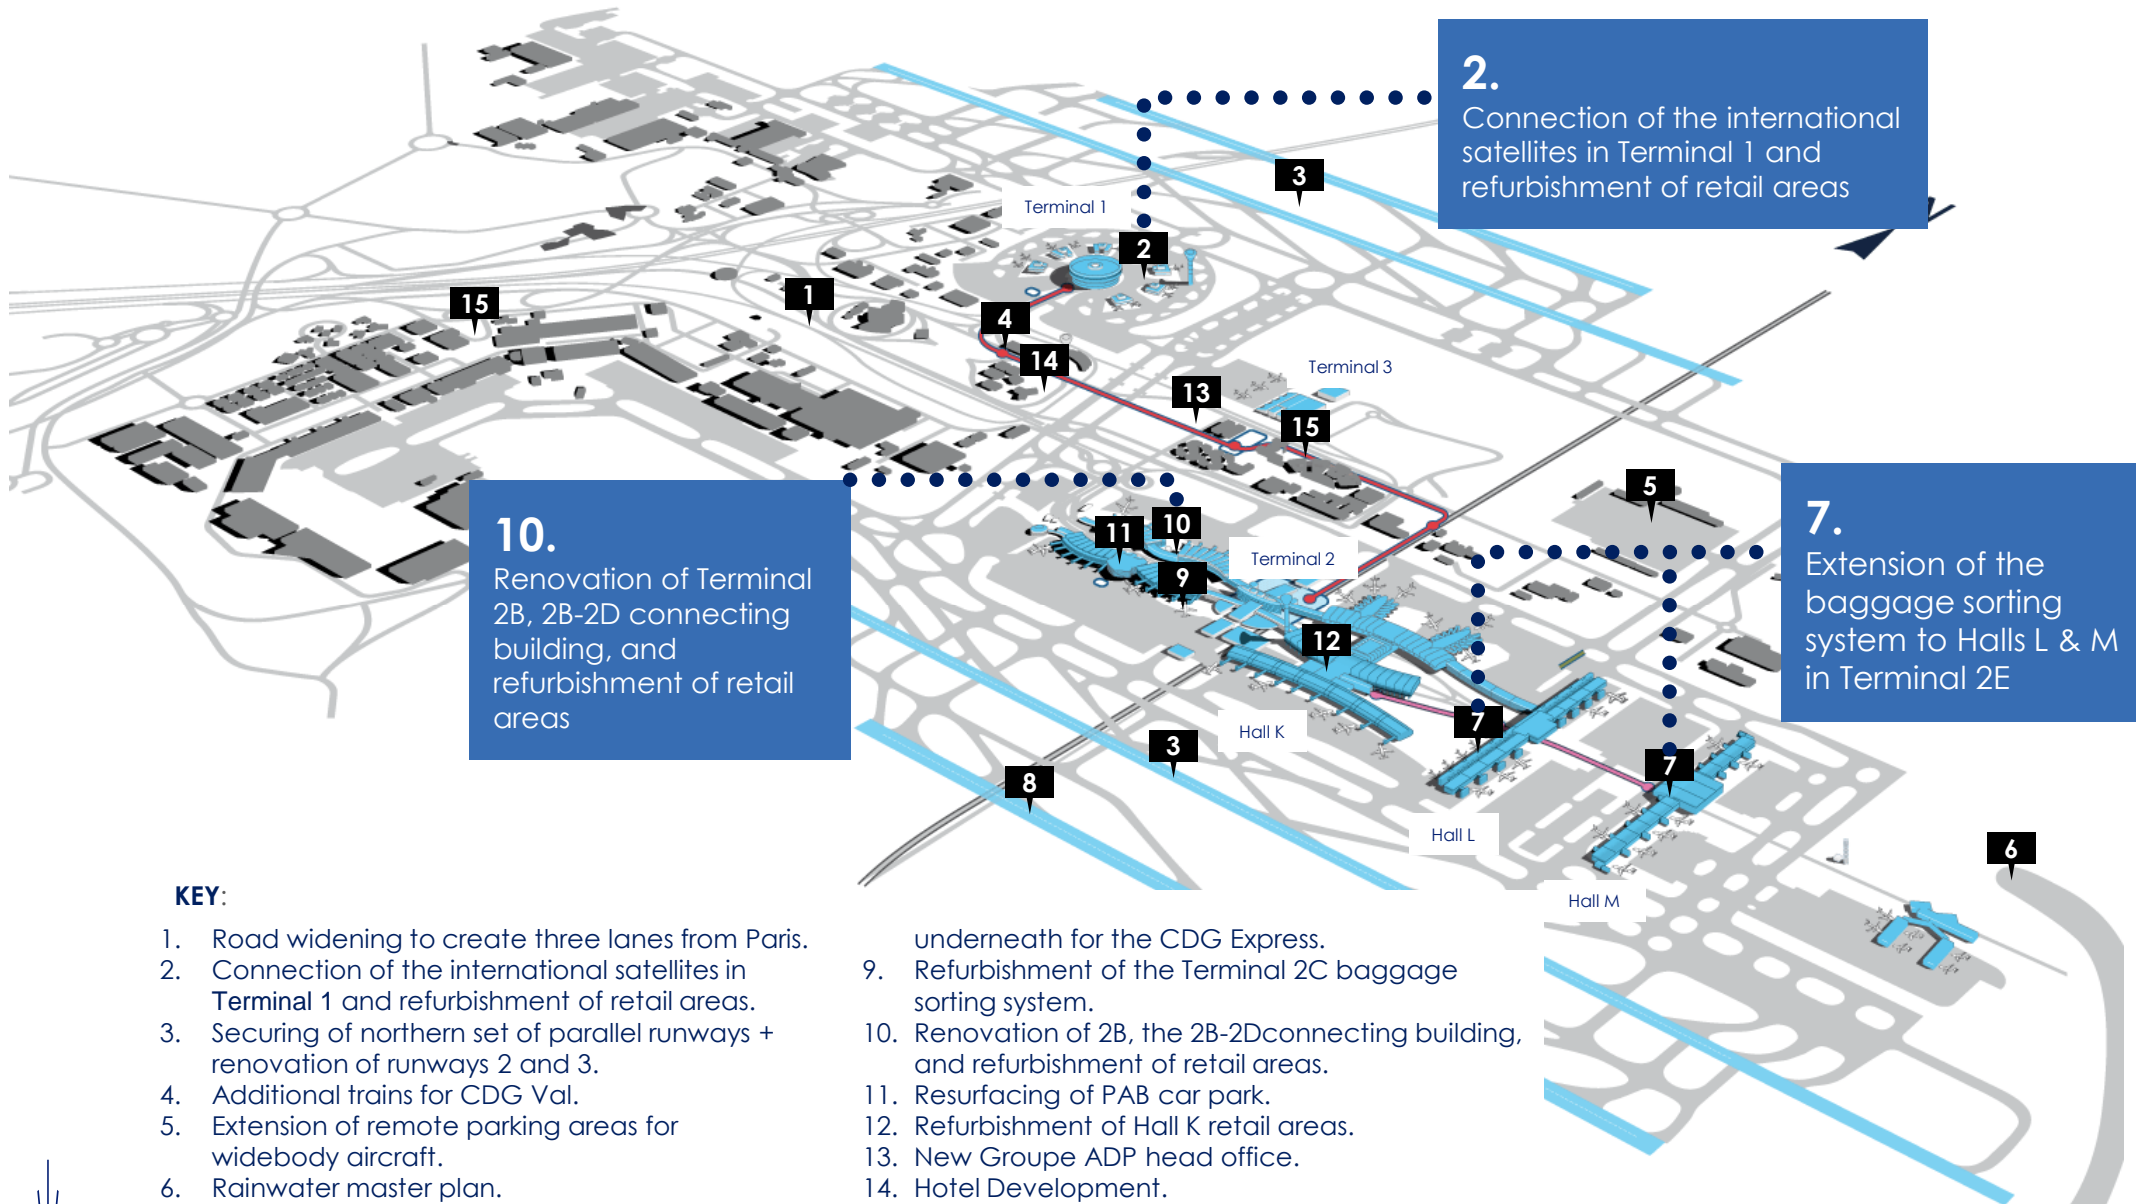 2.
Connection of the international
satellites in Terminal 1 and
refurbishment of retail areas
3
Terminal 1
2
1
15
4
14
Terminal 3
13
15
5
7.
Extension of the
baggage sorting
system to Halls L & M
in Terminal 2E
10.
Renovation of Terminal
2B, 2B-2D connecting
building, and
refurbishment of retail
areas
11
10
Terminal 2
9
12
7
Hall K
3
7
8
Hall L
6
Hall M
KEY:
1. Road widening to create three lanes from Paris.
2. Connection of the international satellites in
Terminal 1 and refurbishment of retail areas.
3. Securing of northern set of parallel runways +
renovation of runways 2 and 3.
4. Additional trains for CDG Val.
5. Extension of remote parking areas for
widebody aircraft.
6. Rainwater master plan.
underneath for the CDG Express.
9. Refurbishment of the Terminal 2C baggage
sorting system.
10. Renovation of 2B, the 2B-2Dconnecting building,
and refurbishment of retail areas.
11. Resurfacing of PAB car park.
12. Refurbishment of Hall K retail areas.
13. New Groupe ADP head office.
14. Hotel Development.